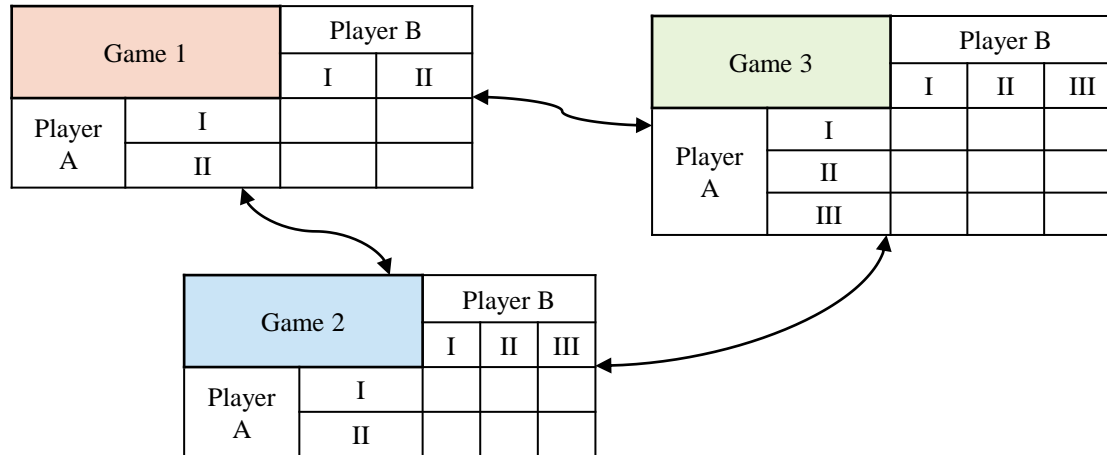 Game 1
Player B
I II
Player
A
I
II
Game 3
Player B
I II III
Player
A
I
II
III
Game 2
Player B
I II III
Player
A
I
II